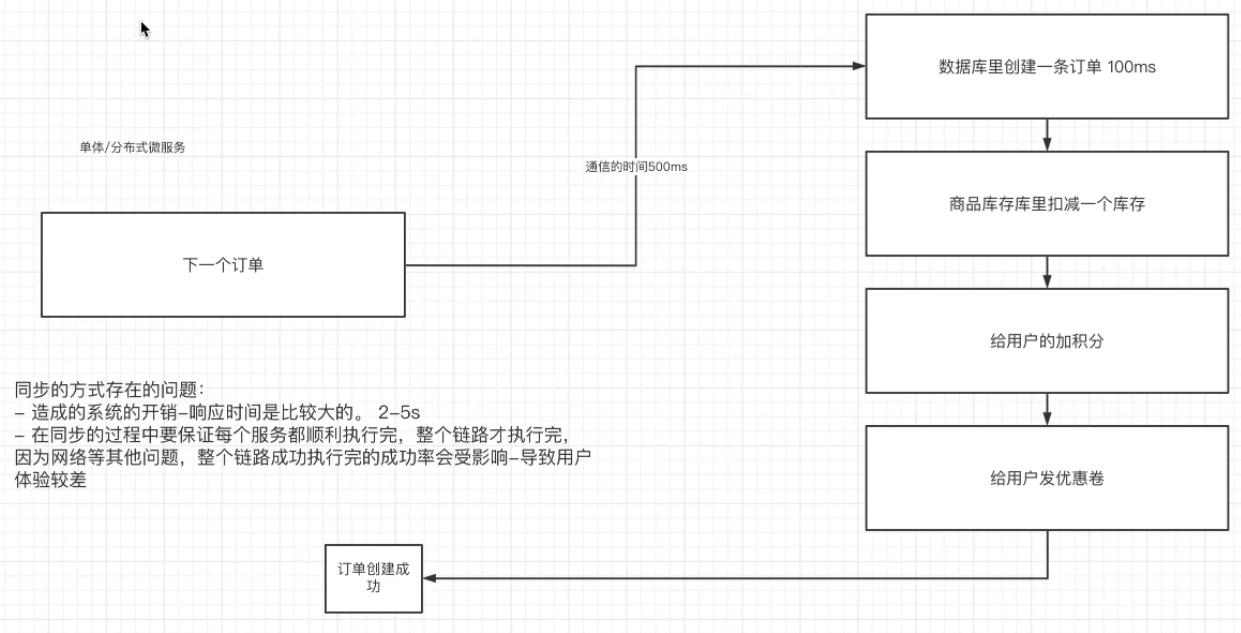 数据库里创建一条订单 100ms
单体/分布式微服务
通信的时间500ms
商品库存库里扣减一个库存
下一个订单
给用户的加积分
同步的方式存在的问题：
- 造成的系统的开销-响应时间是比较大的。 2-5s
- 在同步的过程中要保证每个服务都顺利执行完，整个链路才执行完，
因为网络等其他问题，整个链路成功执行完的成功率会受影响-导致用户
体验较差
给用户发优惠卷
订单创建成
功